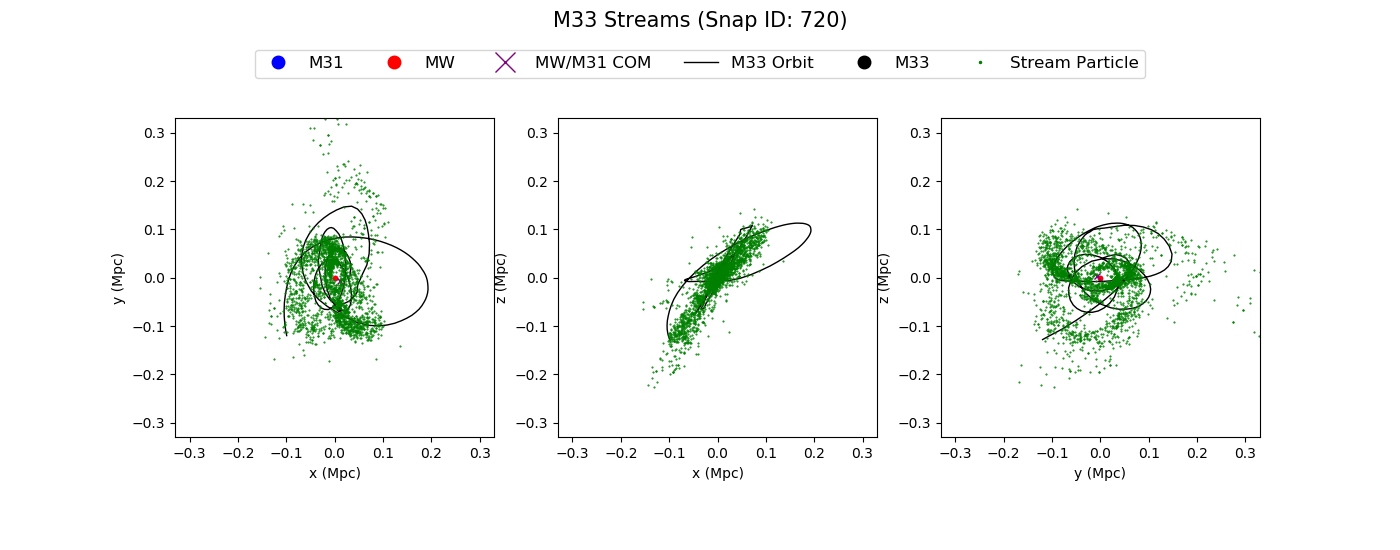 M33 Streams (Snap ID: 720)
M31 MW MW/M31 COM M33 Orbit M33 Stream Particle
0.3 0.3 0.3
0.2 0.2 0.2
0.1 0.1 0.1
y (Mpc) 0.0 z (Mpc) 0.0 z (Mpc) 0.0
−0.1 −0.1 −0.1
−0.2 −0.2 −0.2
−0.3 −0.3 −0.3
−0.3 −0.2 −0.1 0.0 0.1 0.2 0.3 −0.3 −0.2 −0.1 0.0 0.1 0.2 0.3 −0.3 −0.2 −0.1 0.0 0.1 0.2 0.3
x (Mpc) x (Mpc) y (Mpc)